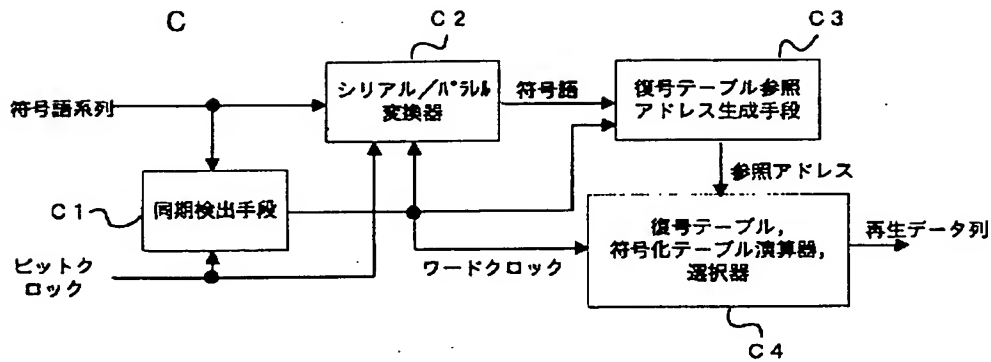 C
C2
C3
符号語系列
シリアル／パラレル
変換器
符号語
復号テーブル参照
アドレス生成手段
参照アドレス
C1
同期検出手段
復号テーブル,
符号化テーブル演算器,
選択器
再生データ列
ビットク
ロック
ワードクロック
C4